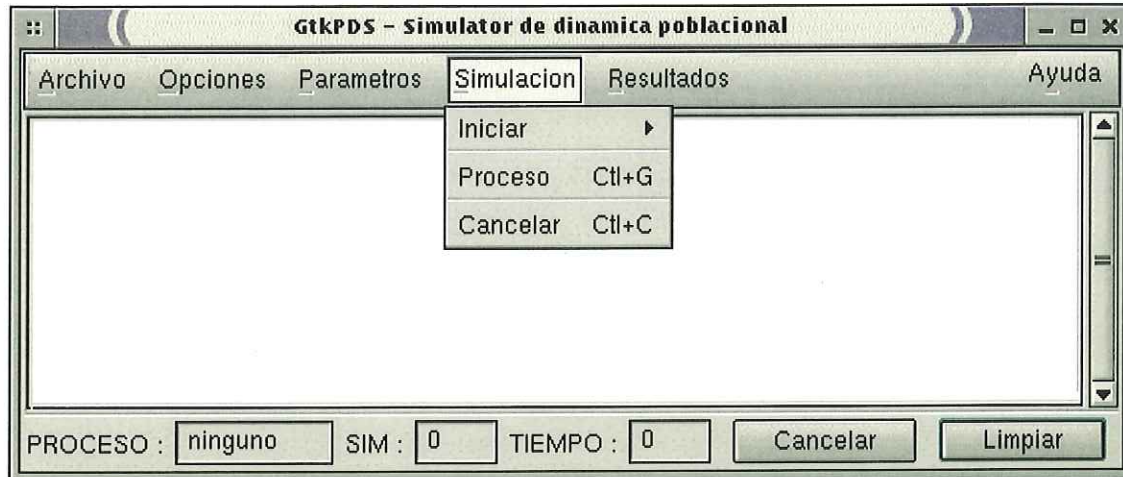 GtkPDS – Simulator de dinamica poblacional
Archivo Opciones Parametros Simulacion Resultados Ayuda
Iniciar
Proceso Ctl+G
Cancelar Ctl+C
PROCESO : ninguno SIM : 0 TIEMPO : 0 Cancelar Limpiar